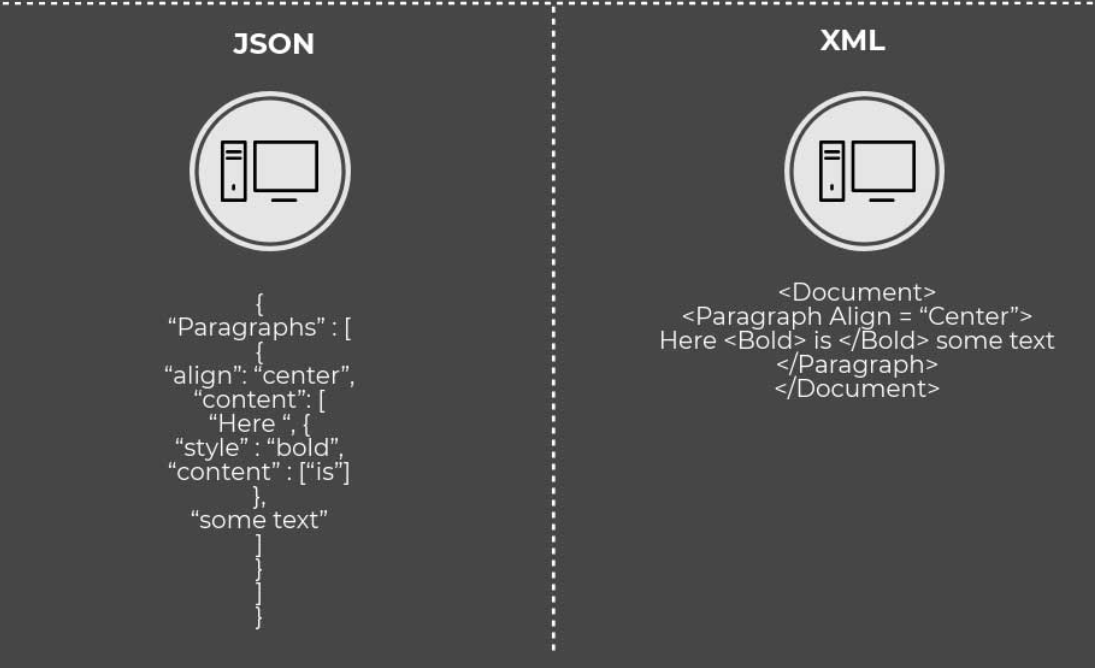 JSON
{
“Paragraphs” : [
{
“align”: “center”,
“content”: [
“Here “, {
“style” : “bold”,
“content” : [“is”]
},
“some text”
]
}
]
}
XML
<Document>
<Paragraph Align = “Center”>
Here <Bold> is </Bold> some text
</Paragraph>
</Document>